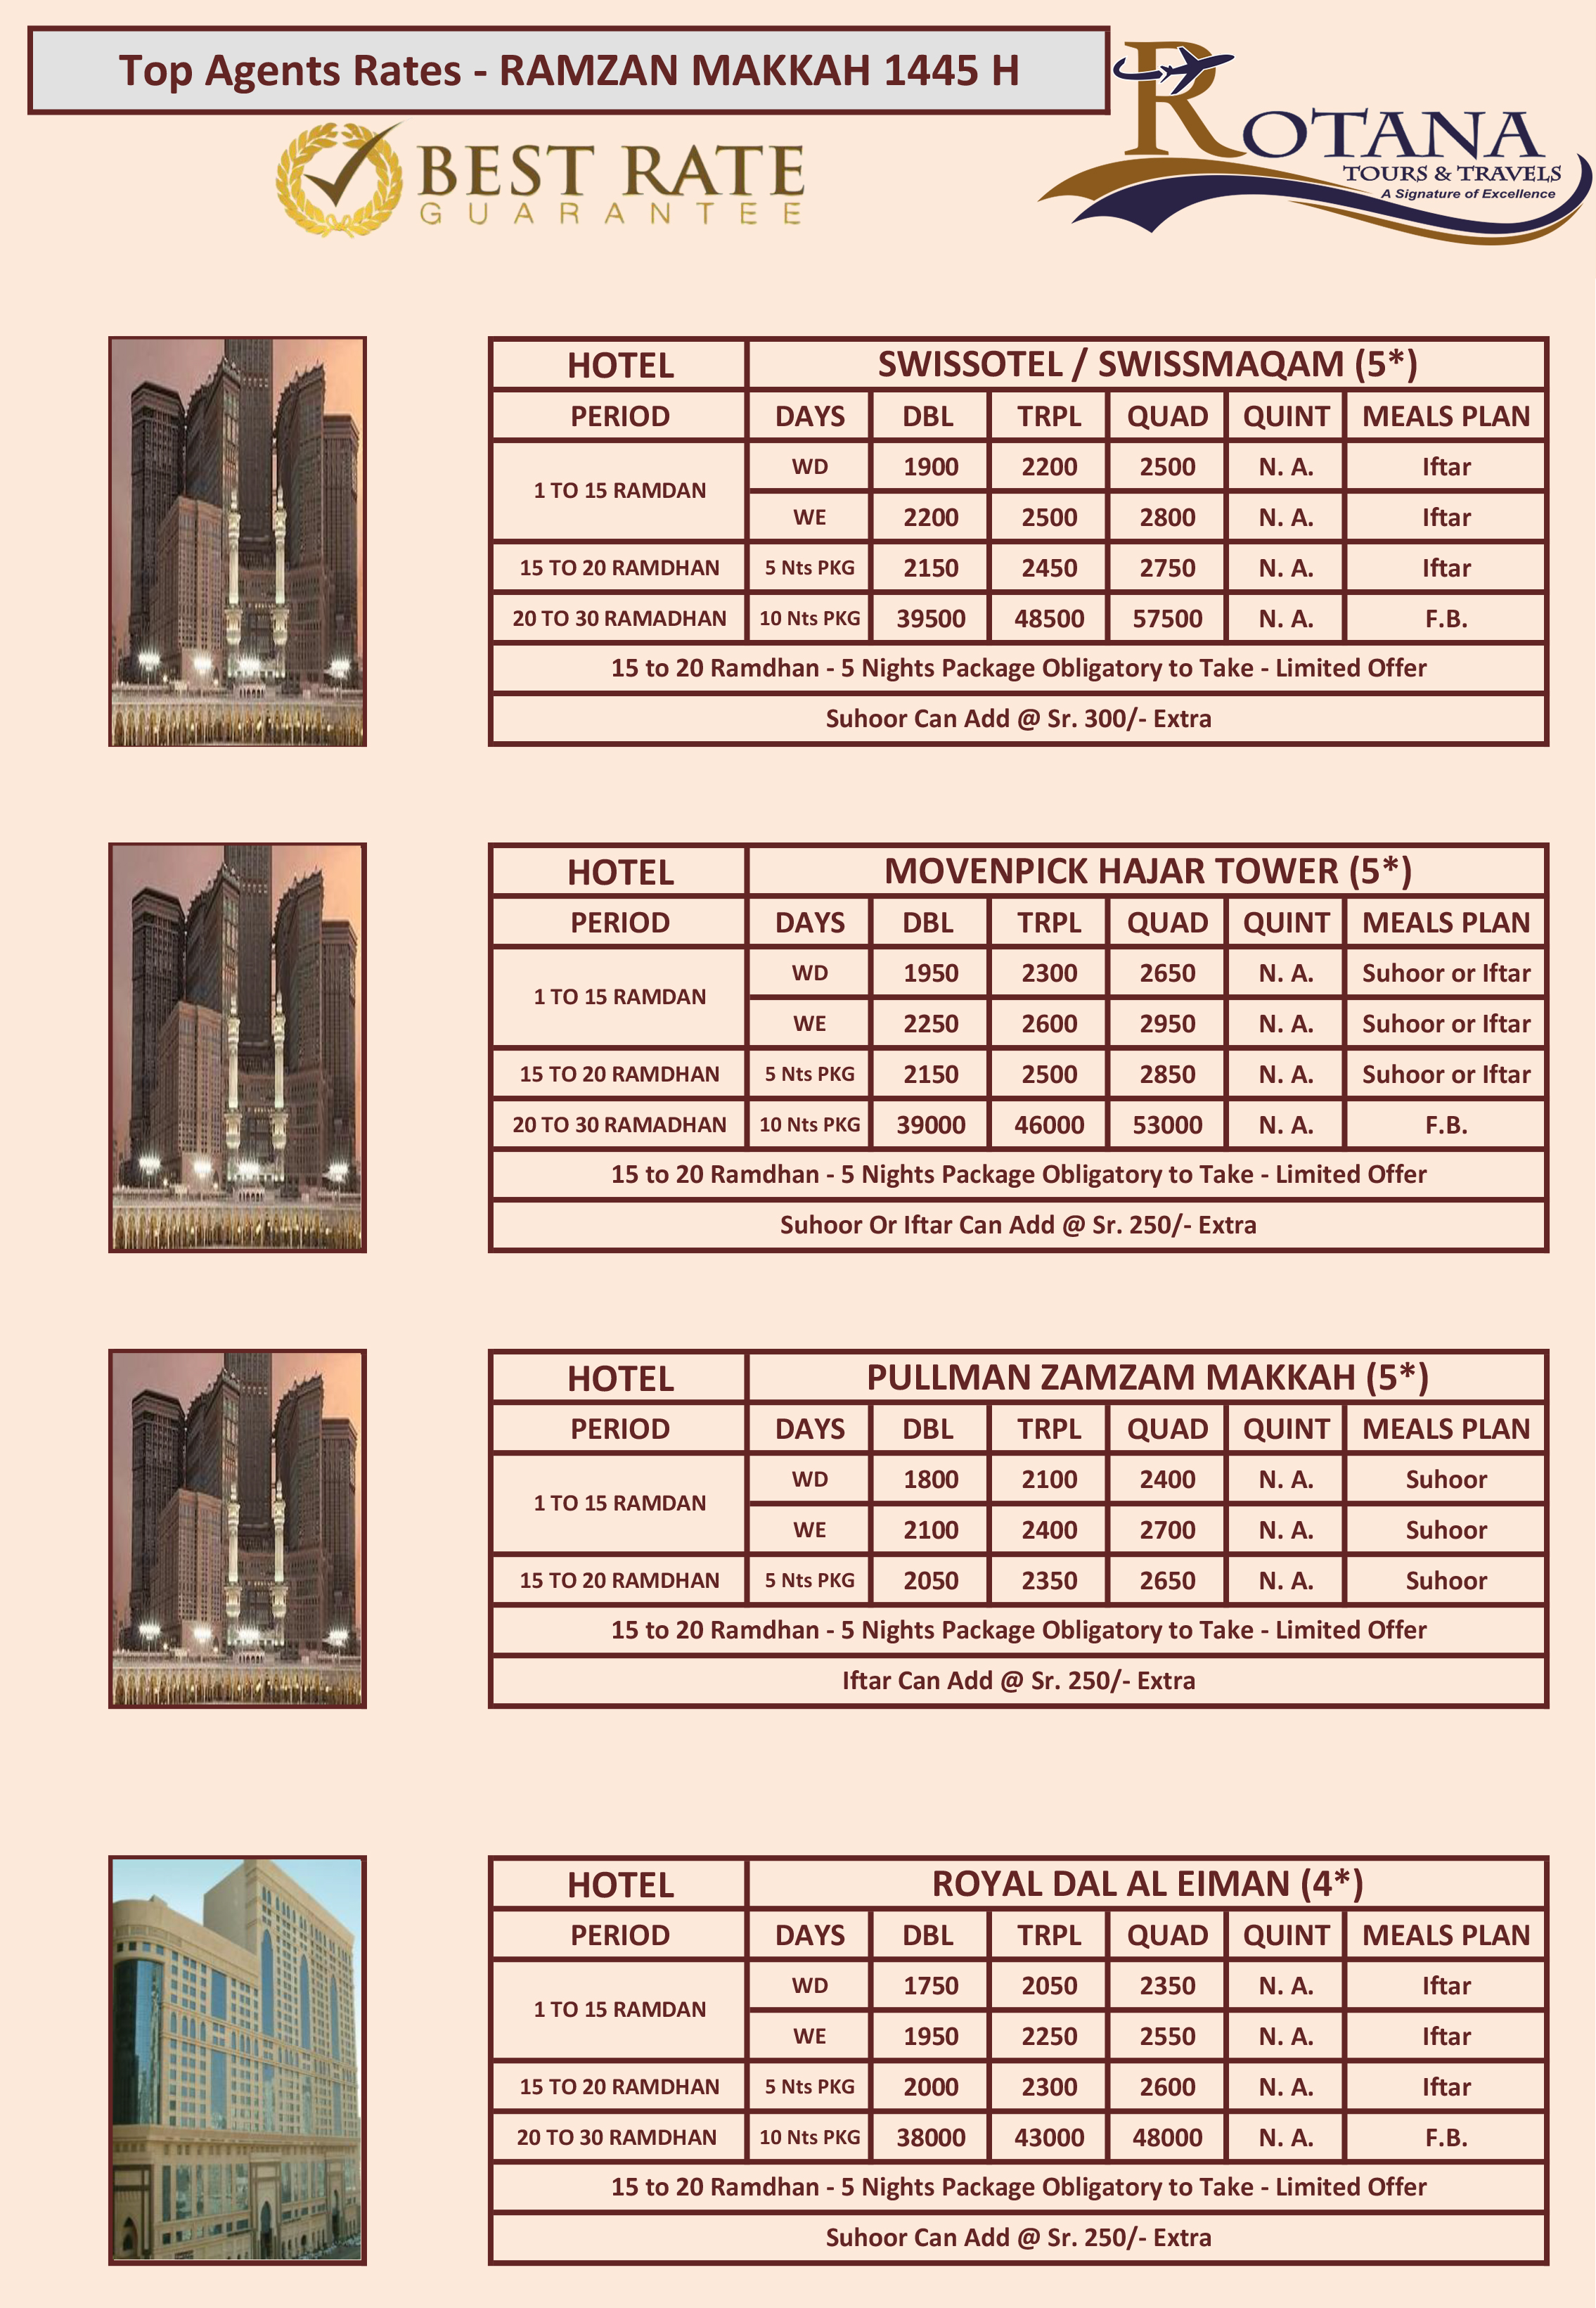 Top Agents Rates - RAMZAN MAKKAH 1445 H
ROTANA
TOURS & TRAVELS
A Signature of Excellence
BEST RATE
GUARANTEE
HOTEL SWISSOTEL / SWISSMAQAM (5*)
PERIOD DAYS DBL TRPL QUAD QUINT MEALS PLAN
1 TO 15 RAMDAN WD 1900 2200 2500 N. A. Iftar
WE 2200 2500 2800 N. A. Iftar
15 TO 20 RAMDHAN 5 Nts PKG 2150 2450 2750 N. A. Iftar
20 TO 30 RAMADHAN 10 Nts PKG 39500 48500 57500 N. A. F.B.
15 to 20 Ramdhan - 5 Nights Package Obligatory to Take - Limited Offer
Suhoor Can Add @ Sr. 300/- Extra
HOTEL MOVENPICK HAJAR TOWER (5*)
PERIOD DAYS DBL TRPL QUAD QUINT MEALS PLAN
1 TO 15 RAMDAN WD 1950 2300 2650 N. A. Suhoor or Iftar
WE 2250 2600 2950 N. A. Suhoor or Iftar
15 TO 20 RAMDHAN 5 Nts PKG 2150 2500 2850 N. A. Suhoor or Iftar
20 TO 30 RAMADHAN 10 Nts PKG 39000 46000 53000 N. A. F.B.
15 to 20 Ramdhan - 5 Nights Package Obligatory to Take - Limited Offer
Suhoor Or Iftar Can Add @ Sr. 250/- Extra
HOTEL PULLMAN ZAMZAM MAKKAH (5*)
PERIOD DAYS DBL TRPL QUAD QUINT MEALS PLAN
1 TO 15 RAMDAN WD 1800 2100 2400 N. A. Suhoor
WE 2100 2400 2700 N. A. Suhoor
15 TO 20 RAMDHAN 5 Nts PKG 2050 2350 2650 N. A. Suhoor
15 to 20 Ramdhan - 5 Nights Package Obligatory to Take - Limited Offer
Iftar Can Add @ Sr. 250/- Extra
HOTEL ROYAL DAL AL EIMAN (4*)
PERIOD DAYS DBL TRPL QUAD QUINT MEALS PLAN
1 TO 15 RAMDAN WD 1750 2050 2350 N. A. Iftar
WE 1950 2250 2550 N. A. Iftar
15 TO 20 RAMDHAN 5 Nts PKG 2000 2300 2600 N. A. Iftar
20 TO 30 RAMDHAN 10 Nts PKG 38000 43000 48000 N. A. F.B.
15 to 20 Ramdhan - 5 Nights Package Obligatory to Take - Limited Offer
Suhoor Can Add @ Sr. 250/- Extra